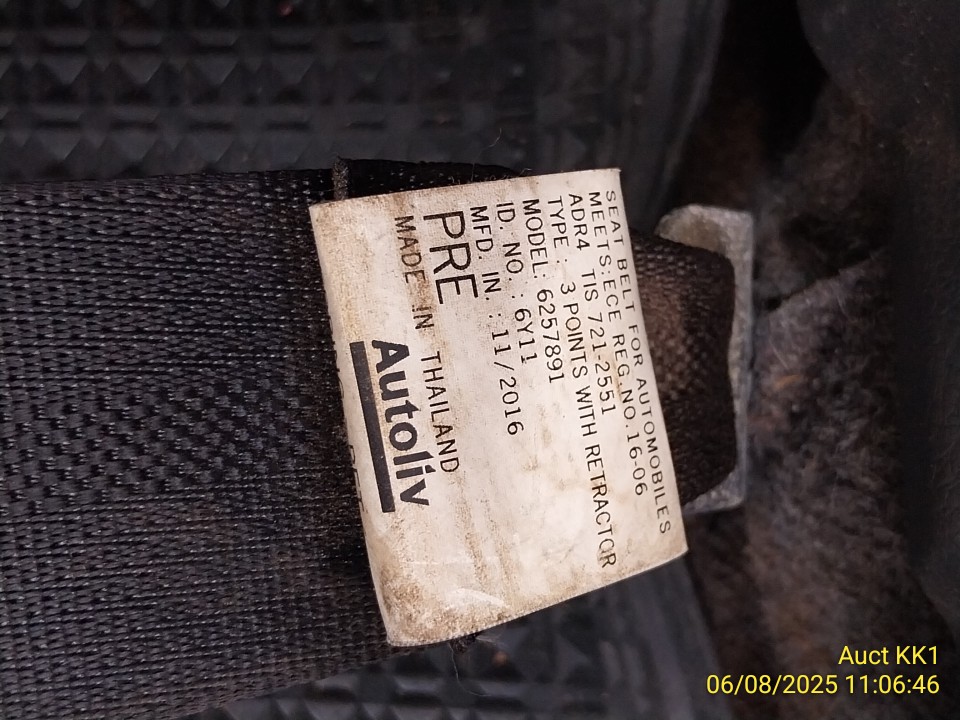 SEAT BELT FOR AUTOMOBILES
MEETS:ECE REG.NO.16-06
ADR4 TIS 721-2551
TYPE : 3 POINTS WITH RETRACTOR
MODEL: 6257891
ID. NO. : 6Y11
MFD. IN. : 11/2016
PRE
MADE IN THAILAND
Autoliv
Auct KK1
06/08/2025 11:06:46